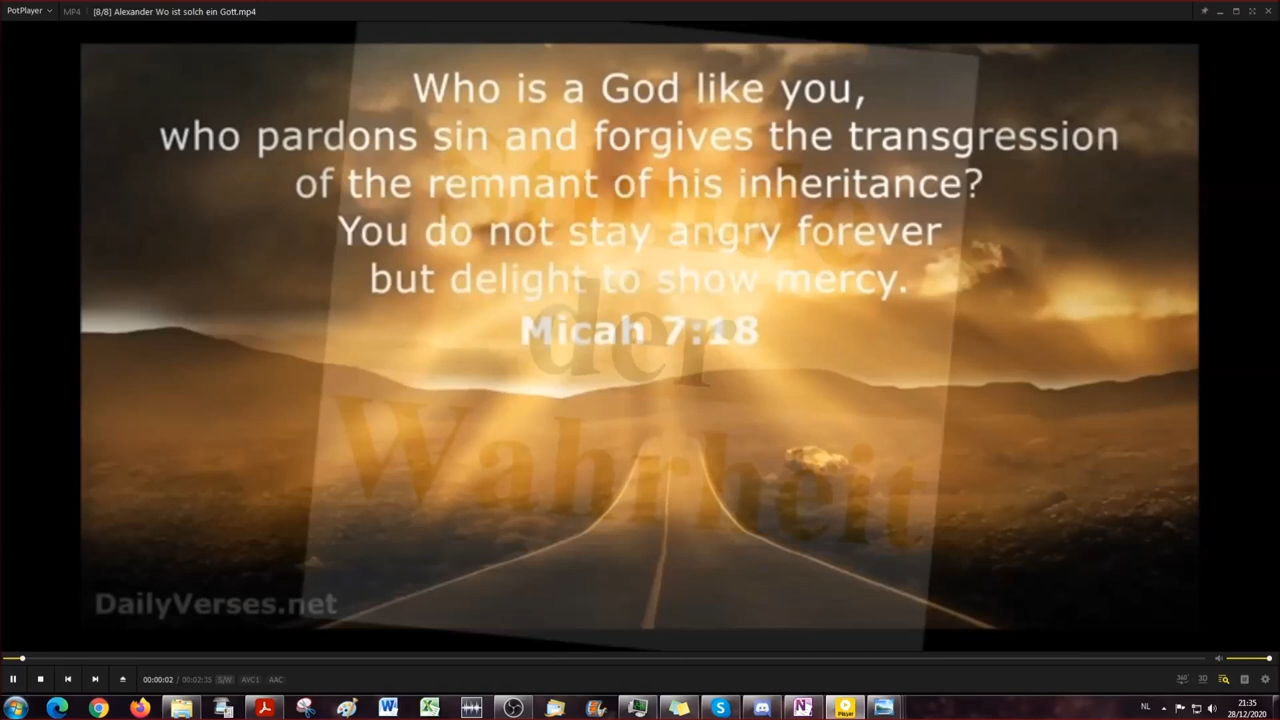 PotPlayer MP4 [8/8] Alexander Wo ist solch ein Gott.mp4
Who is a God like you,
who pardons sin and forgives the transgression
of the remnant of his inheritance?
You do not stay angry forever
but delight to show mercy.
Micah 7:18
der
Wahrheit
DailyVerses.net
00:00:02 / 00:02:35 S/W AVC1 AAC
360° 3D
NL 21:35
28/12/2020